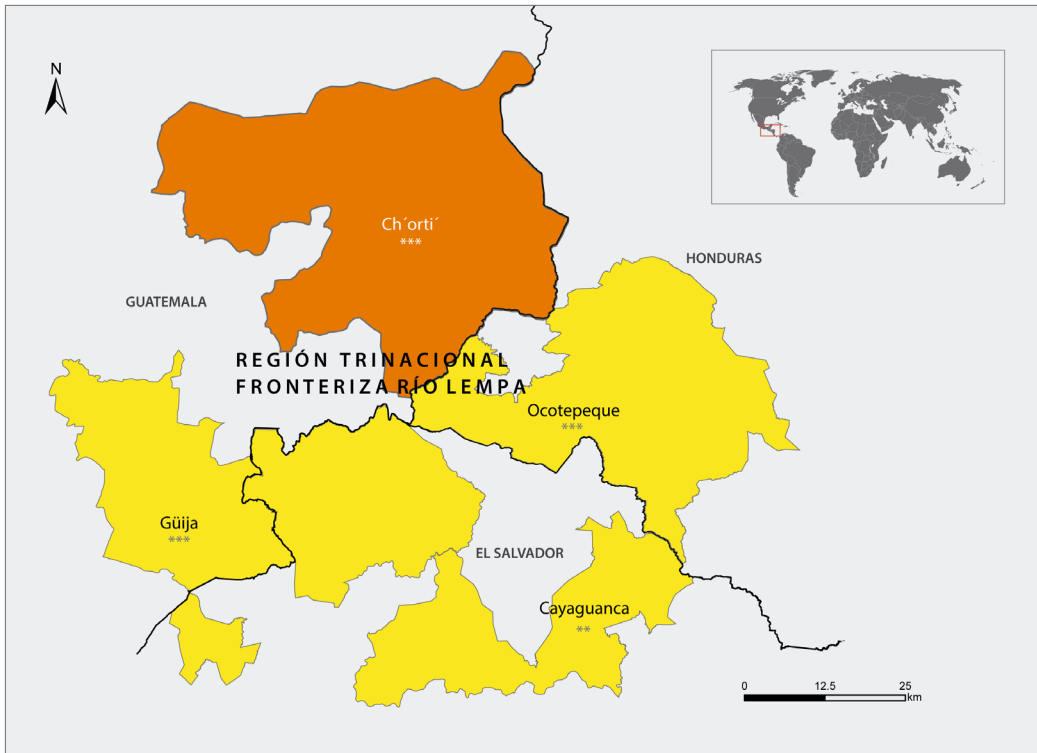 N
Ch´orti´
***
HONDURAS
GUATEMALA
REGIÓN TRINACIONAL
FRONTERIZA RÍO LEMPA
Ocotepeque
***
Güija
***
EL SALVADOR
Cayaguanca
**
0 12.5 25
km